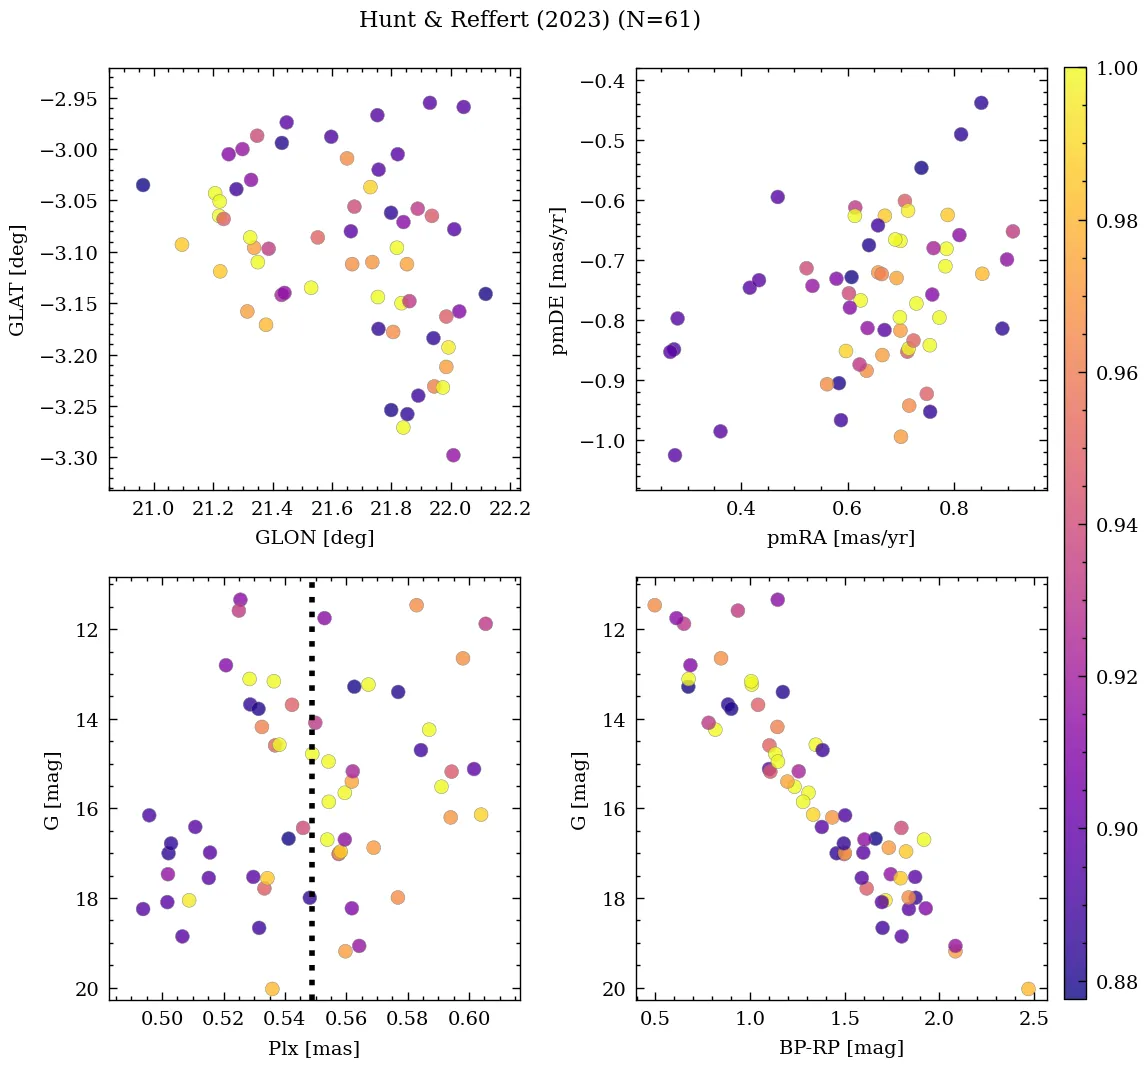 Hunt & Reffert (2023) (N=61)
−2.95
−3.00
−3.05
−3.10
−3.15
−3.20
−3.25
−3.30
GLAT [deg]
21.0 21.2 21.4 21.6 21.8 22.0 22.2
GLON [deg]
−0.4
−0.5
−0.6
−0.7
−0.8
−0.9
−1.0
pmDE [mas/yr]
0.4 0.6 0.8
pmRA [mas/yr]
12
14
16
18
20
G [mag]
0.50 0.52 0.54 0.56 0.58 0.60
Plx [mas]
12
14
16
18
20
G [mag]
0.5 1.0 1.5 2.0 2.5
BP-RP [mag]
1.00
0.98
0.96
0.94
0.92
0.90
0.88